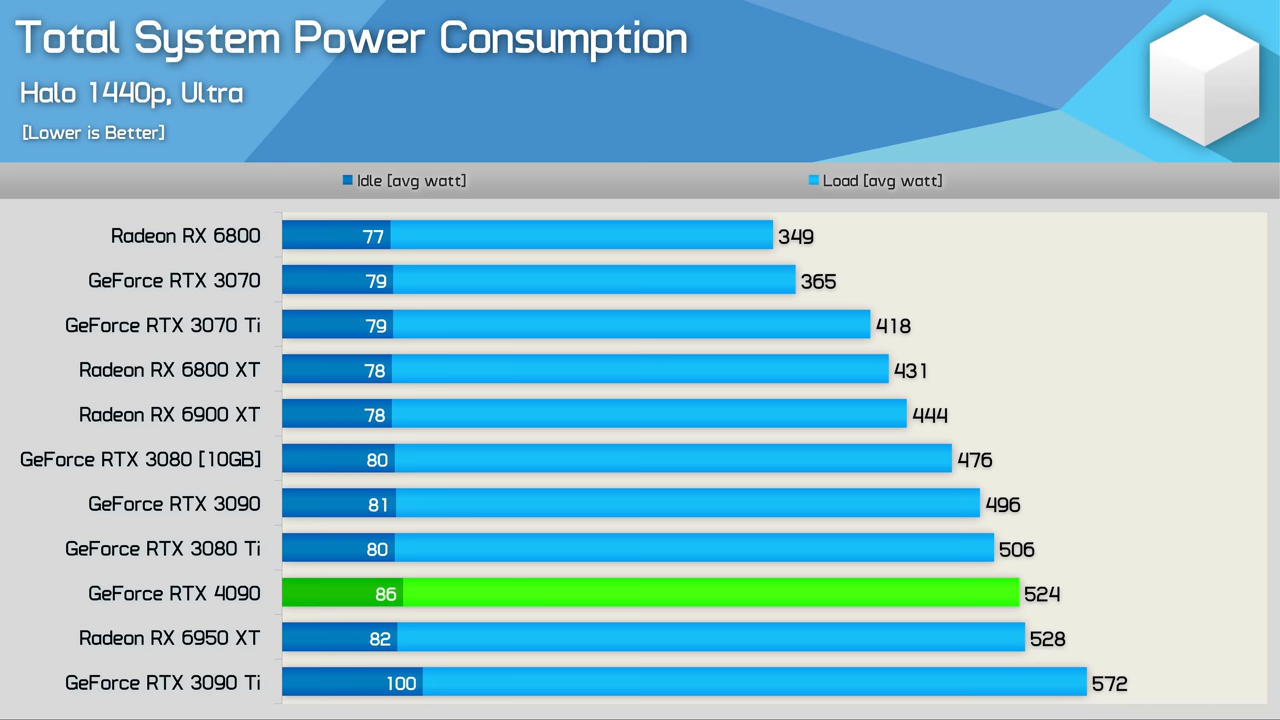 Total System Power Consumption
Halo 1440p, Ultra
[Lower is Better]
Idle [avg watt] Load [avg watt]
Radeon RX 6800 77 349
GeForce RTX 3070 79 365
GeForce RTX 3070 Ti 79 418
Radeon RX 6800 XT 78 431
Radeon RX 6900 XT 78 444
GeForce RTX 3080 [10GB] 80 476
GeForce RTX 3090 81 496
GeForce RTX 3080 Ti 80 506
GeForce RTX 4090 86 524
Radeon RX 6950 XT 82 528
GeForce RTX 3090 Ti 100 572